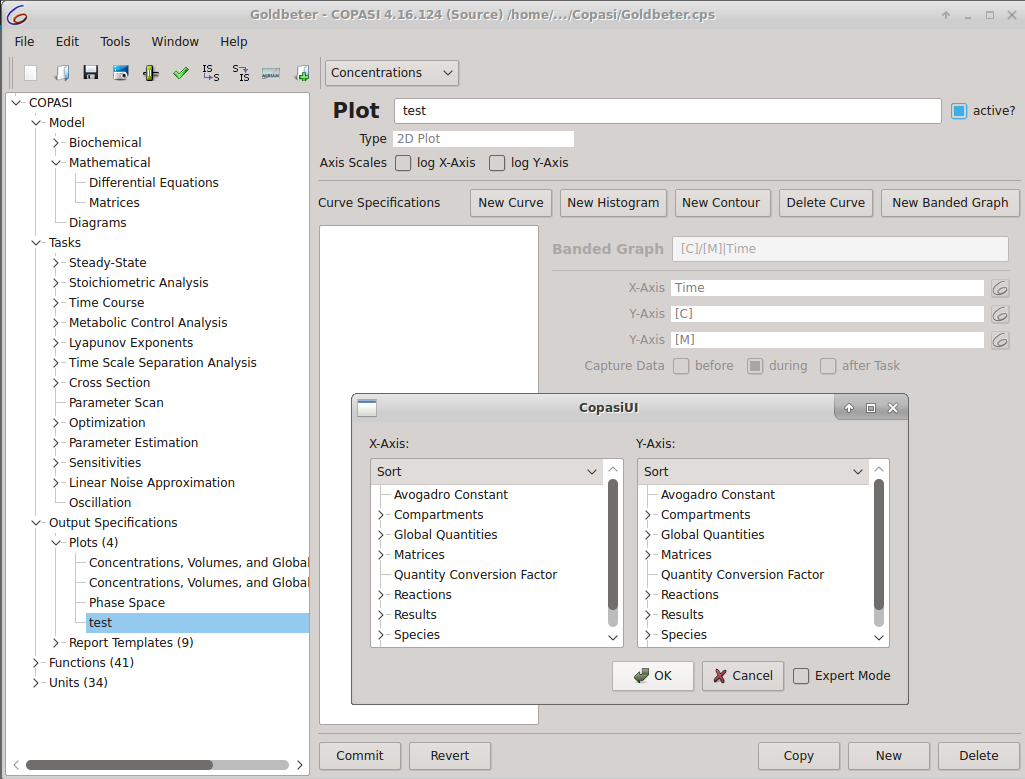 Goldbeter - COPASI 4.16.124 (Source) /home/.../Copasi/Goldbeter.cps
File Edit Tools Window Help
Concentrations
COPASI
Model
Biochemical
Mathematical
Differential Equations
Matrices
Diagrams
Tasks
Steady-State
Stoichiometric Analysis
Time Course
Metabolic Control Analysis
Lyapunov Exponents
Time Scale Separation Analysis
Cross Section
Parameter Scan
Optimization
Parameter Estimation
Sensitivities
Linear Noise Approximation
Oscillation
Output Specifications
Plots (4)
Concentrations, Volumes, and Global
Concentrations, Volumes, and Global
Phase Space
test
Report Templates (9)
Functions (41)
Units (34)
Plot test active?
Type 2D Plot
Axis Scales log X-Axis log Y-Axis
Curve Specifications New Curve New Histogram New Contour Delete Curve New Banded Graph
Banded Graph [C]/[M]|Time
X-Axis Time
Y-Axis [C]
Y-Axis [M]
Capture Data before during after Task
CopasiUI
X-Axis:
Sort
Avogadro Constant
Compartments
Global Quantities
Matrices
Quantity Conversion Factor
Reactions
Results
Species
Y-Axis:
Sort
Avogadro Constant
Compartments
Global Quantities
Matrices
Quantity Conversion Factor
Reactions
Results
Species
OK Cancel Expert Mode
Commit Revert Copy New Delete